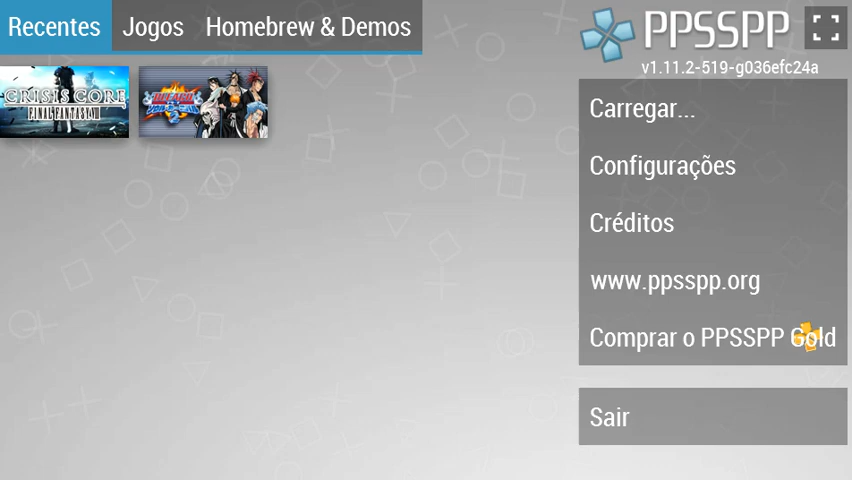 Recentes
Jogos
Homebrew & Demos
PPSSPP
v1.11.2-519-g036efc24a
CRISIS CORE
FINAL FANTASY VII
Carregar...
Configurações
Créditos
www.ppsspp.org
Comprar o PPSSPP Gold
Sair